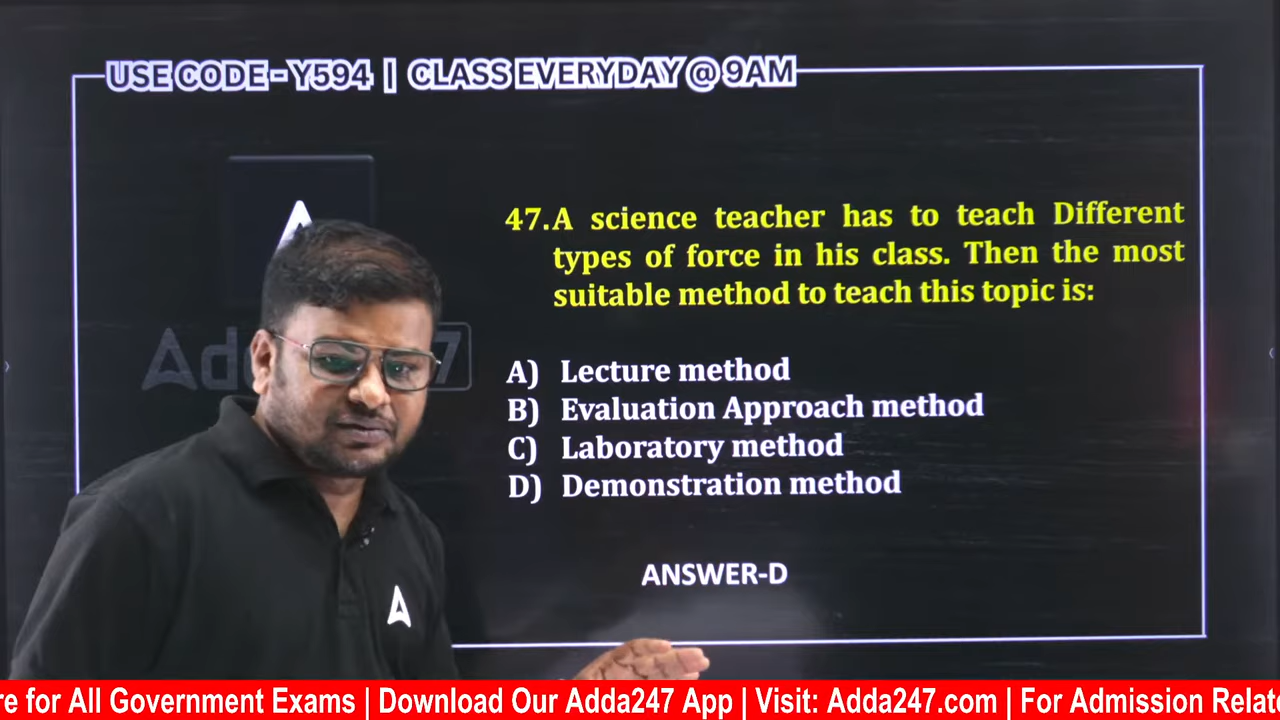 USE CODE - Y594 | CLASS EVERYDAY @ 9AM
47. A science teacher has to teach Different
types of force in his class. Then the most
suitable method to teach this topic is:
A) Lecture method
B) Evaluation Approach method
C) Laboratory method
D) Demonstration method
ANSWER-D
7
re for All Government Exams | Download Our Adda247 App | Visit: Adda247.com | For Admission Relat